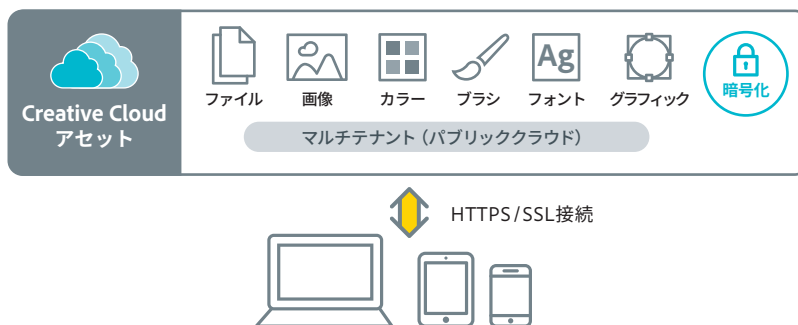 Creative Cloud
アセット
ファイル
画像
カラー
ブラシ
Ag
フォント
グラフィック
暗号化
マルチテナント（パブリッククラウド）
HTTPS/SSL接続